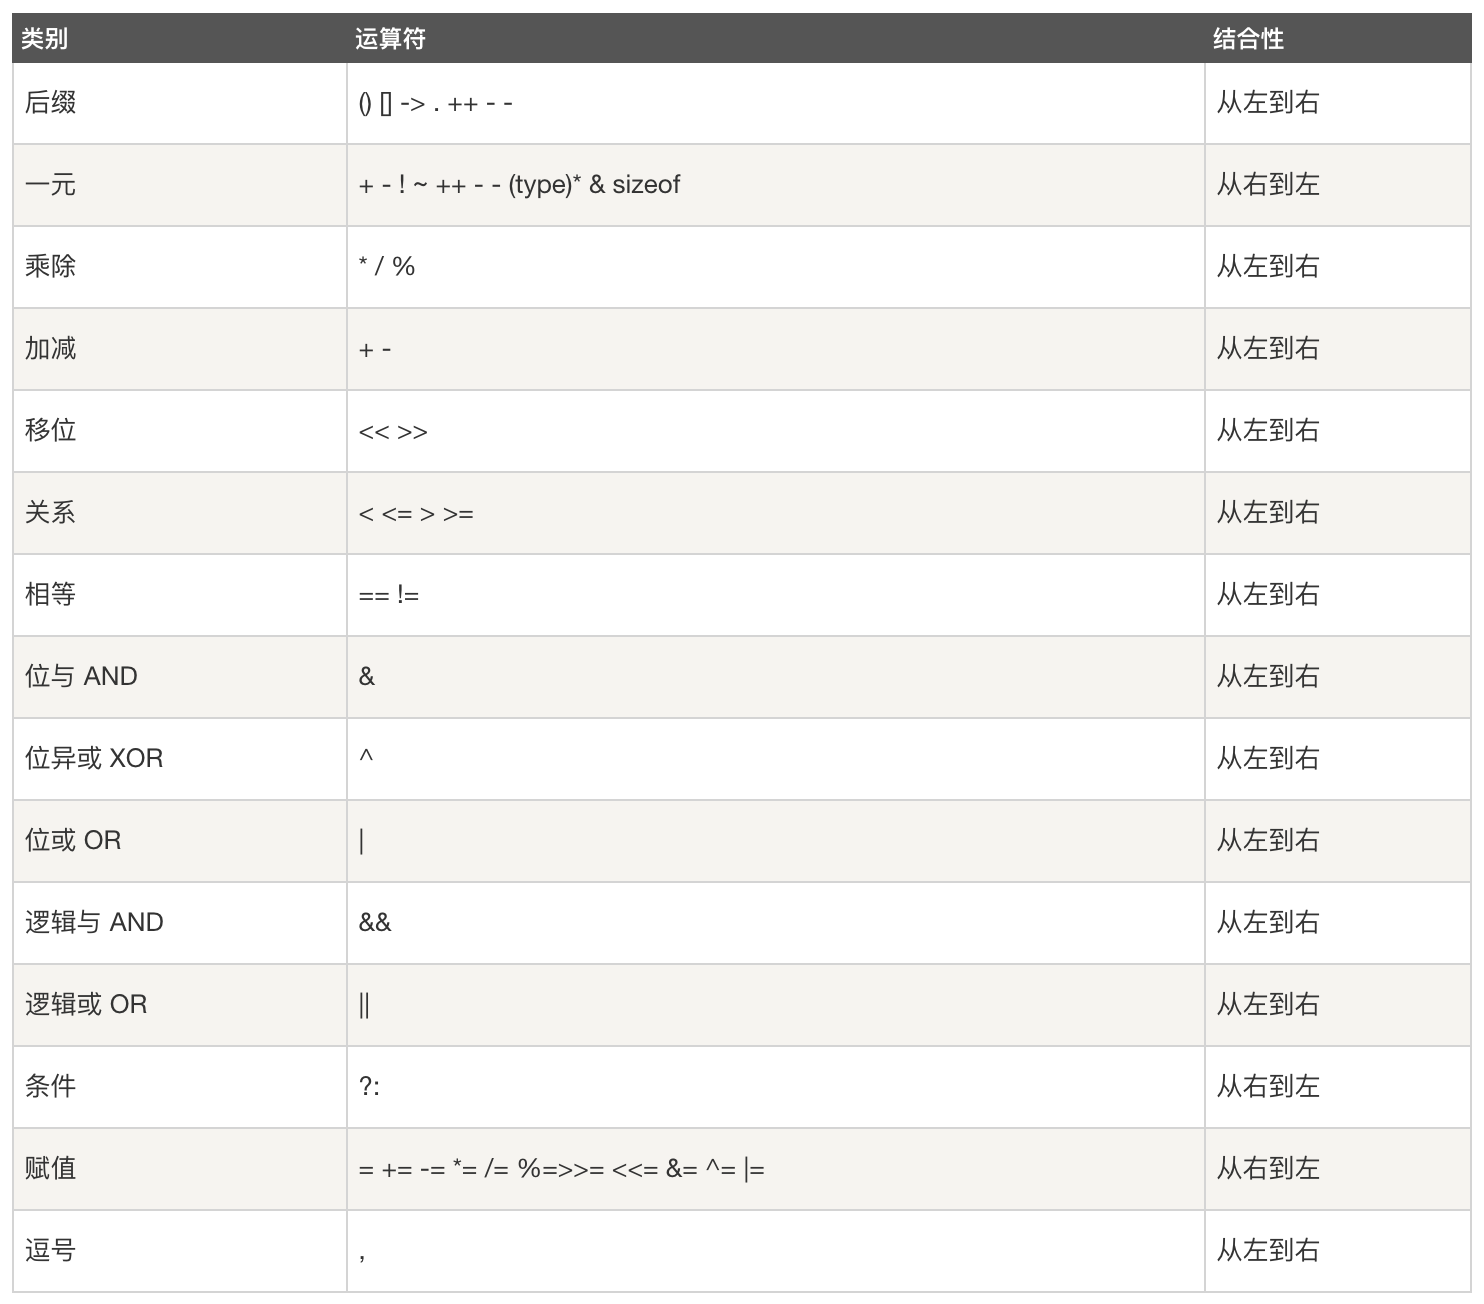 类别 运算符 结合性
后缀 () [] -> . ++ - - 从左到右
一元 + - ! ~ ++ - - (type)* & sizeof 从右到左
乘除 * / % 从左到右
加减 + - 从左到右
移位 << >> 从左到右
关系 < <= > >= 从左到右
相等 == != 从左到右
位与 AND & 从左到右
位异或 XOR ^ 从左到右
位或 OR | 从左到右
逻辑与 AND && 从左到右
逻辑或 OR || 从左到右
条件 ?: 从右到左
赋值 = += -= *= /= %=>>= <<= &= ^= |= 从右到左
逗号 , 从左到右